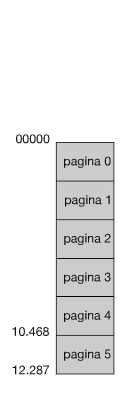 00000
pagina 0
pagina 1
pagina 2
pagina 3
pagina 4
10.468
pagina 5
12.287